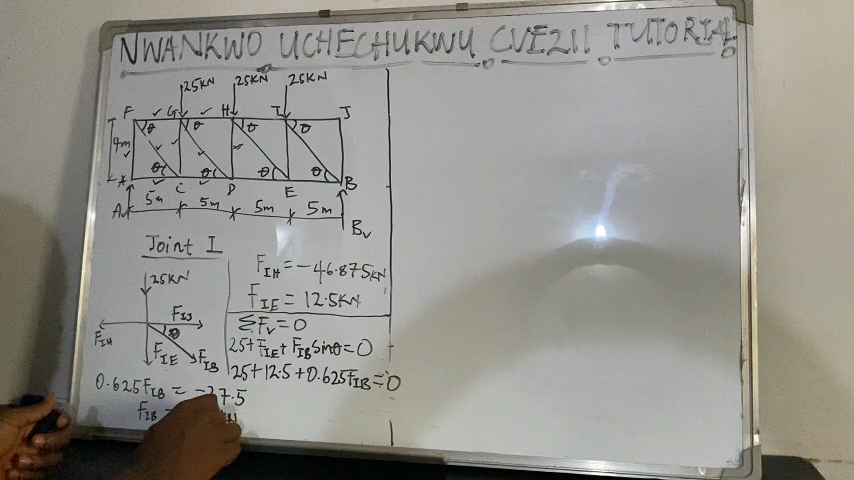 NWANKWO UCHECHUKWU CVE211 TUTORIAL
25KN 25KN 25KN
F G H I J
θ θ θ θ
4m
θ θ θ θ
A C D E B
5m 5m 5m 5m
Av Bv
Joint I
25KN
FIJ
θ
FIH
FIE
FIB
0.625FIB = -37.5
FIB =
FIH = -46.875KN
FIE = 12.5KN
ΣFv = 0
25+FIE+FIBsinθ=0
25+12.5+0.625FIB=0